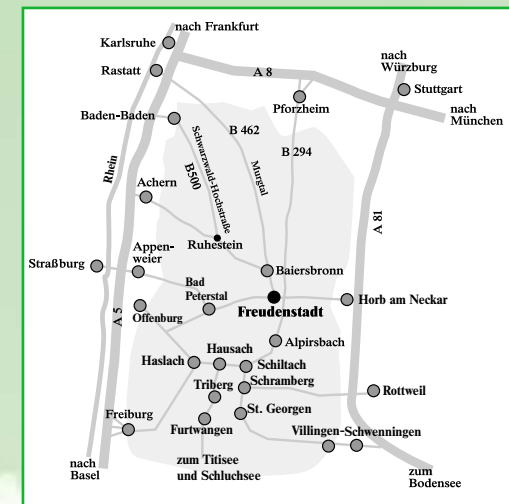 nach Frankfurt
Karlsruhe
nach
Würzburg
Rastatt
A 8
Stuttgart
Pforzheim
nach
München
Baden-Baden
B 462
Schwarzwald-Hochstraße
B500
Murgtal
B 294
Rhein
Achern
A 81
Ruhestein
Appen-
weier
Straßburg
Baiersbronn
Bad
Peterstal
Horb am Neckar
Freudenstadt
A 5
Offenburg
Alpirsbach
Hausach
Haslach
Schiltach
Schramberg
Triberg
Rottweil
St. Georgen
Freiburg
Furtwangen
Villingen-Schwenningen
nach
Basel
zum Titisee
und Schluchsee
zum
Bodensee